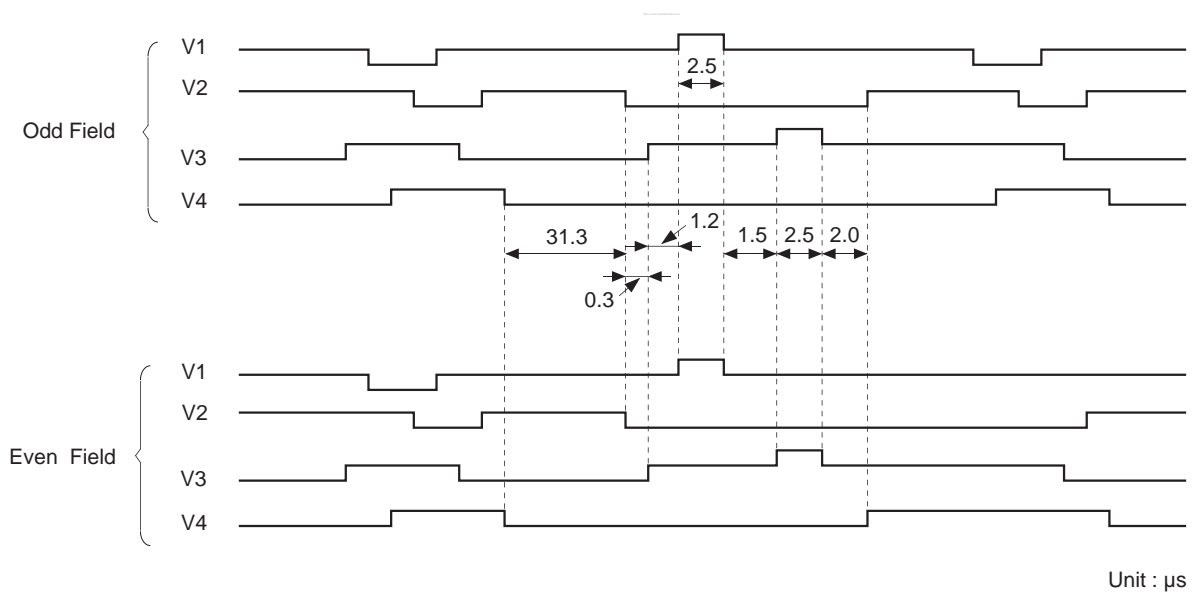 V1
2.5
V2
Odd Field
V3
V4
1.2
31.3
1.5
2.5
2.0
0.3
V1
V2
Even Field
V3
V4
Unit : µs